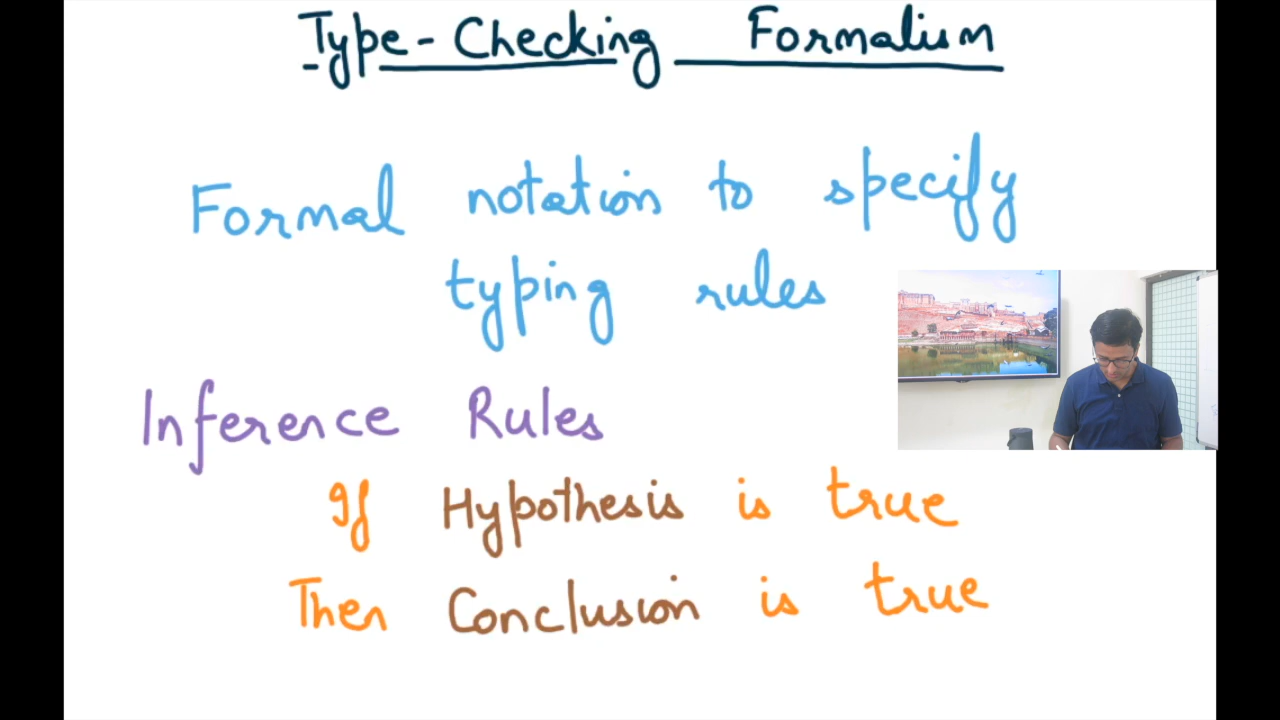 Type-Checking Formalism
Formal notation to specify
typing rules
Inference Rules
If Hypothesis is true
Then Conclusion is true